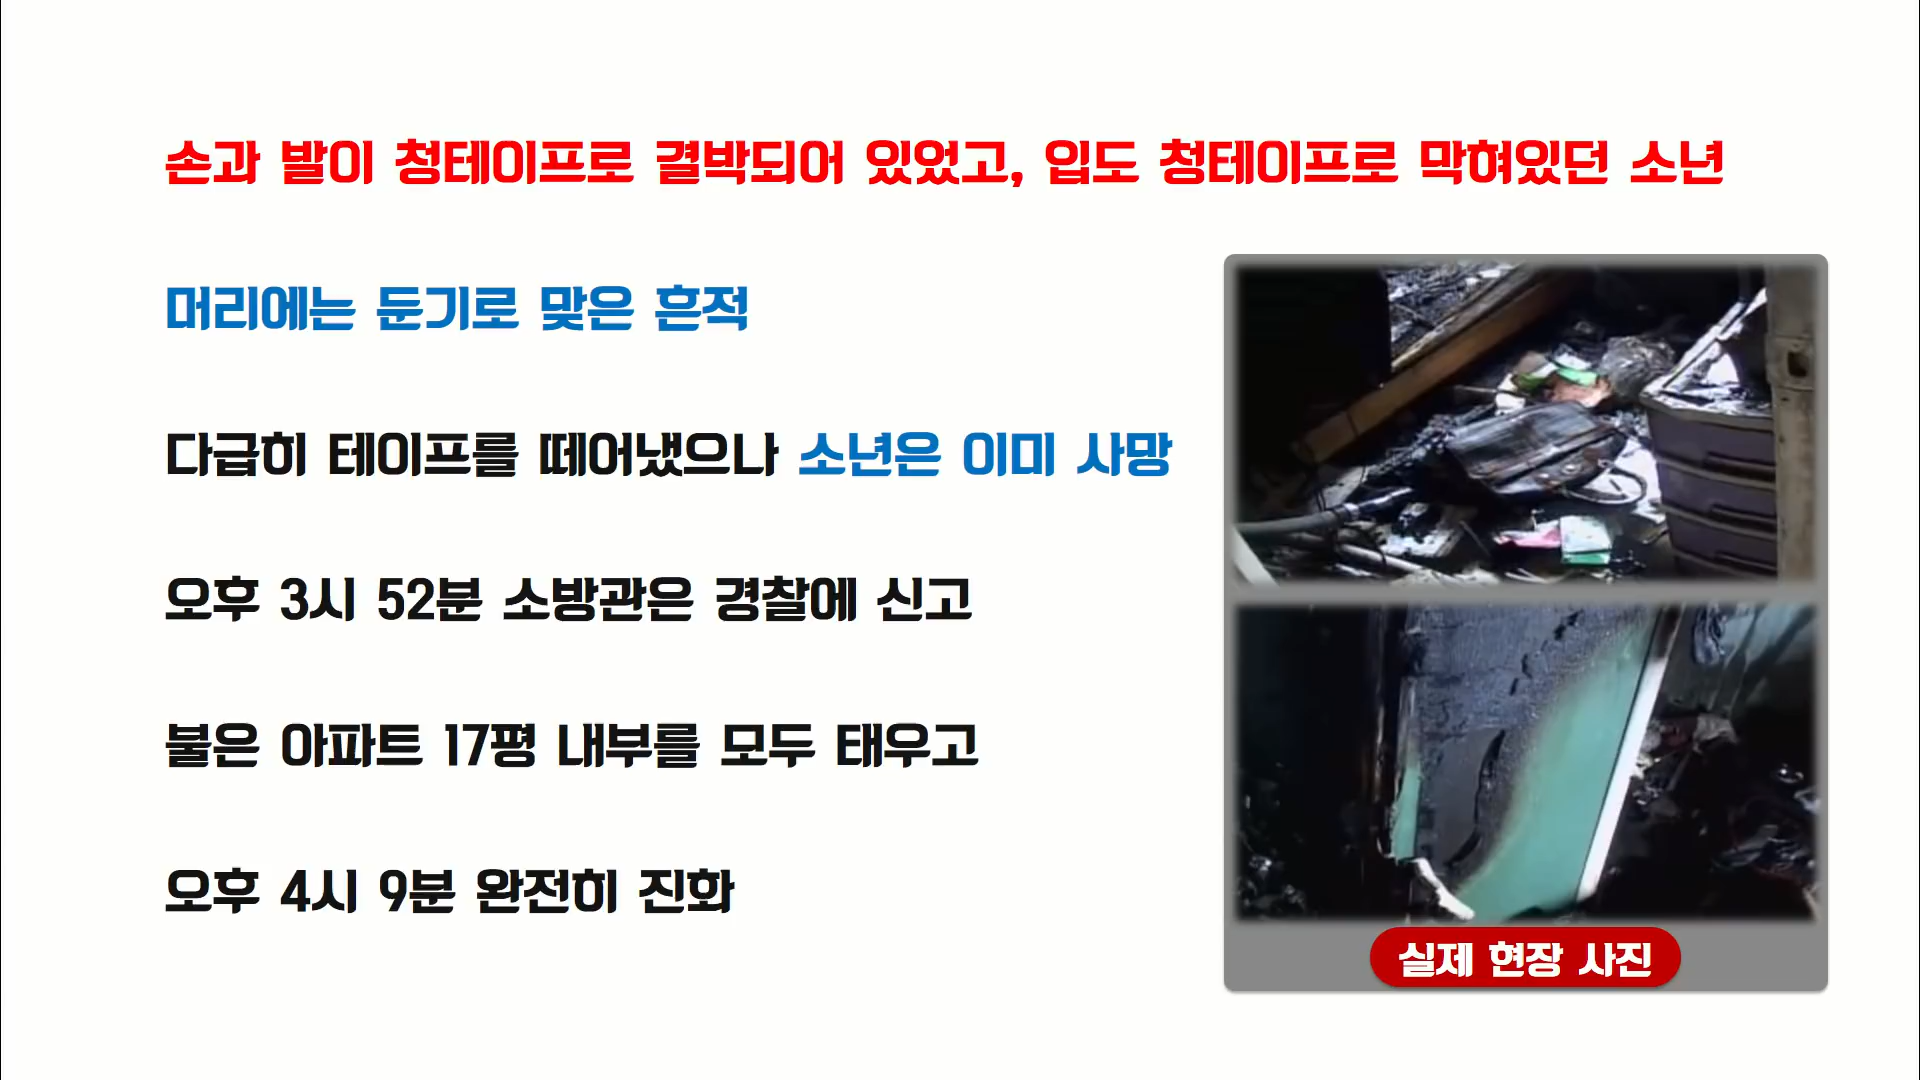 손과 발이 청테이프로 결박되어 있었고, 입도 청테이프로 막혀있던 소년
머리에는 둔기로 맞은 흔적
다급히 테이프를 떼어냈으나 소년은 이미 사망
오후 3시 52분 소방관은 경찰에 신고
불은 아파트 17평 내부를 모두 태우고
오후 4시 9분 완전히 진화
실제 현장 사진